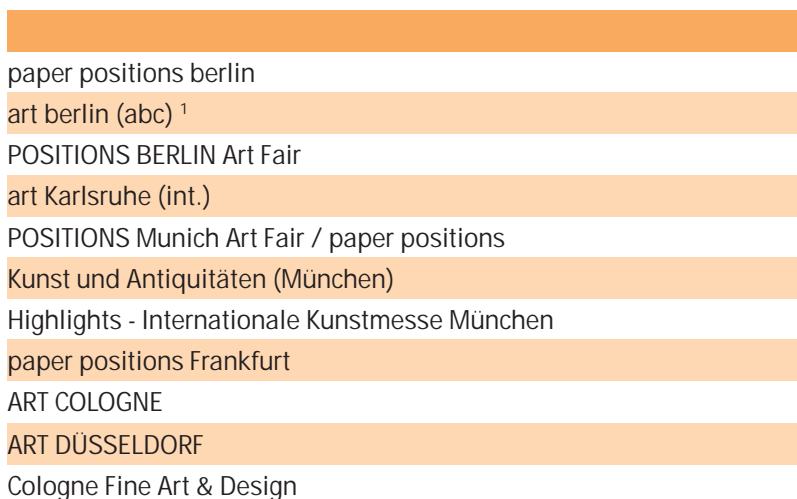 paper positions berlin
art berlin (abc) ¹
POSITIONS BERLIN Art Fair
art Karlsruhe (int.)
POSITIONS Munich Art Fair / paper positions
Kunst und Antiquitäten (München)
Highlights - Internationale Kunstmesse München
paper positions Frankfurt
ART COLOGNE
ART DÜSSELDORF
Cologne Fine Art & Design